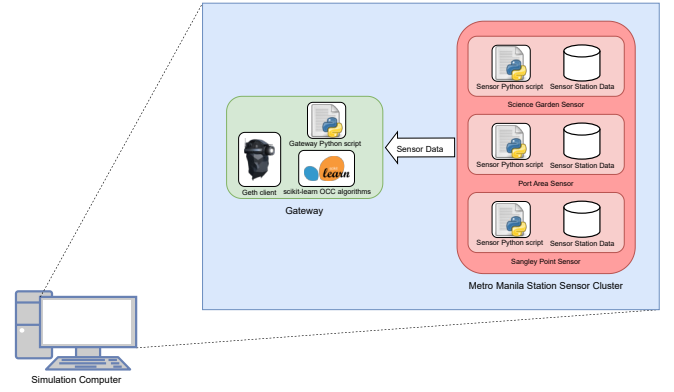 Sensor Python script
Sensor Station Data
Science Garden Sensor
Gateway Python script
Geth client
learn
scikit-learn OCC algorithms
Gateway
Sensor Data
Sensor Python script
Sensor Station Data
Port Area Sensor
Sensor Python script
Sensor Station Data
Sangley Point Sensor
Metro Manila Station Sensor Cluster
Simulation Computer